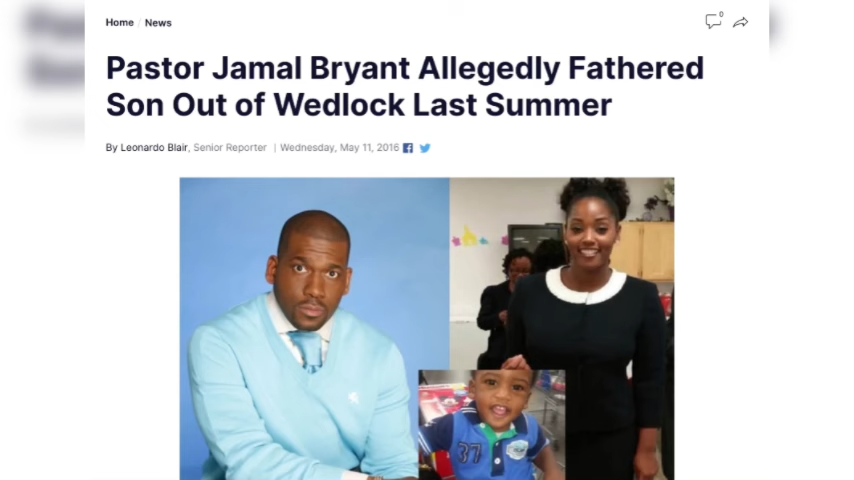 Home / News
0
Pastor Jamal Bryant Allegedly Fathered
Son Out of Wedlock Last Summer
By Leonardo Blair, Senior Reporter | Wednesday, May 11, 2016
37